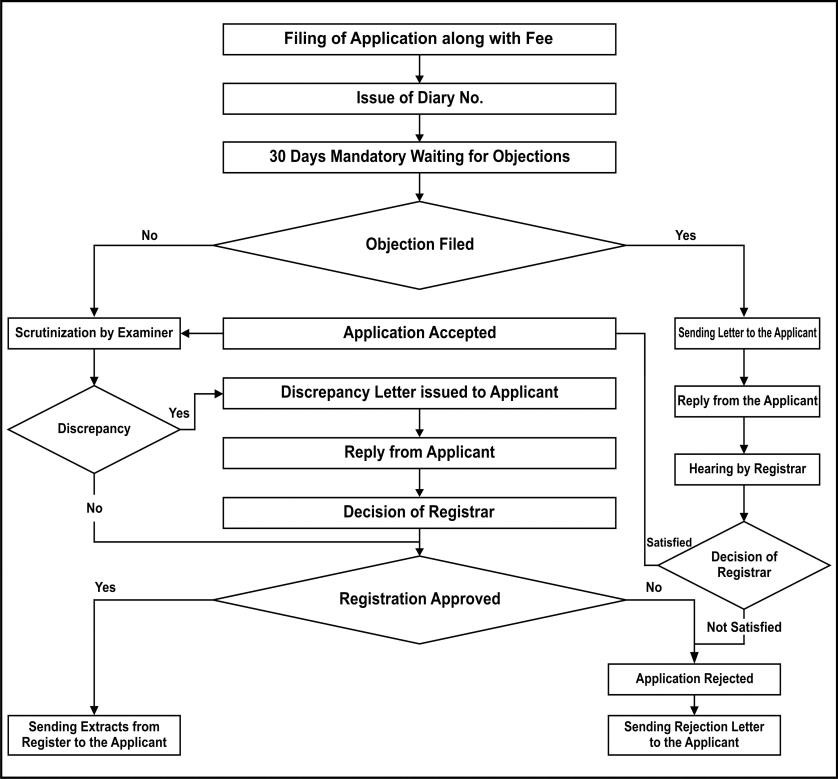 Filing of Application along with Fee
Issue of Diary No.
30 Days Mandatory Waiting for Objections
No
Objection Filed
Yes
Scrutinization by Examiner
Application Accepted
Sending Letter to the Applicant
Discrepancy
Yes
Discrepancy Letter issued to Applicant
Reply from the Applicant
Reply from Applicant
Hearing by Registrar
No
Decision of Registrar
Satisfied
Decision of
Registrar
Yes
Registration Approved
No
Not Satisfied
Application Rejected
Sending Extracts from
Register to the Applicant
Sending Rejection Letter
to the Applicant